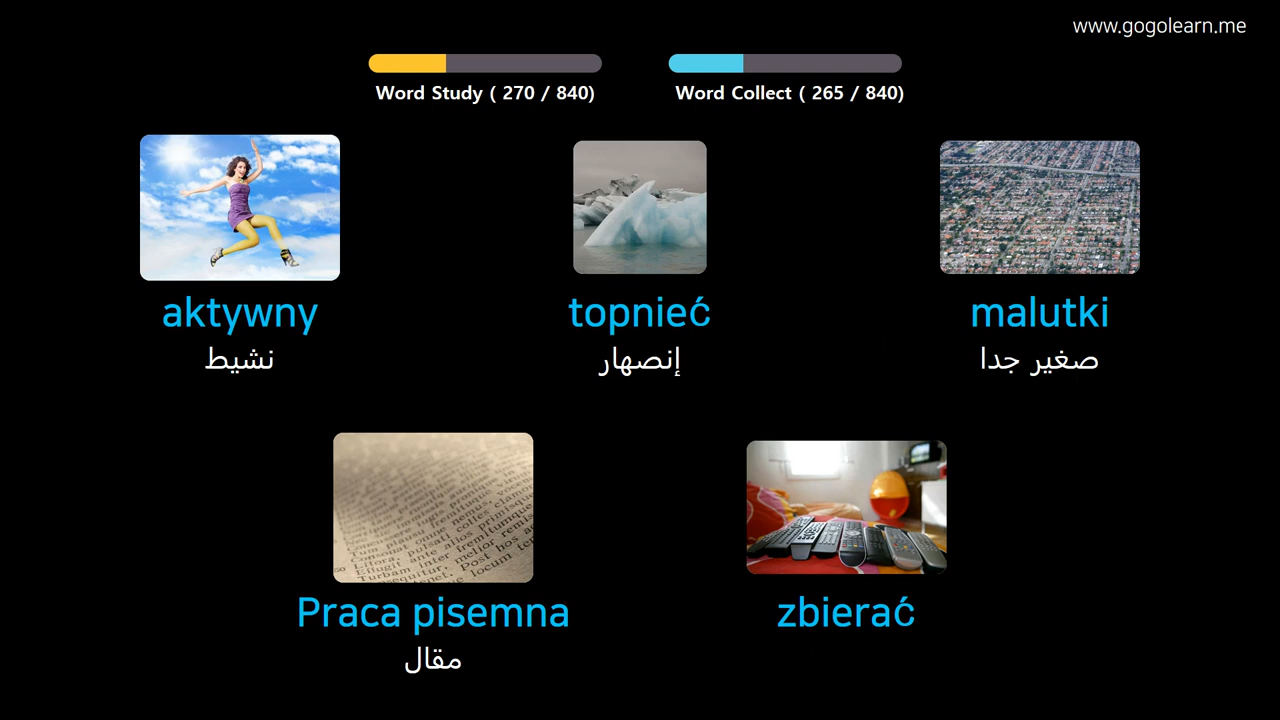 www.gogolearn.me
Word Study ( 270 / 840)
Word Collect ( 265 / 840)
aktywny
نشيط
topnieć
إنصهار
malutki
صغير جدا
Praca pisemna
مقال
zbierać